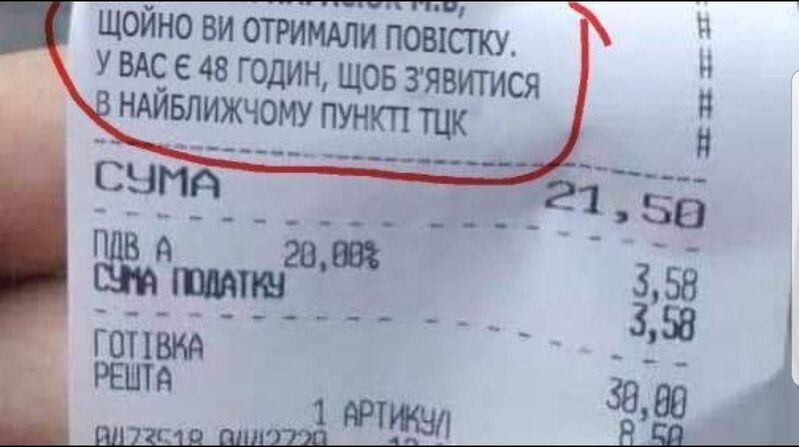 М.В,
ЩОЙНО ВИ ОТРИМАЛИ ПОВІСТКУ.
У ВАС Є 48 ГОДИН, ЩОБ З'ЯВИТИСЯ
В НАЙБЛИЖЧОМУ ПУНКТІ ТЦК
СУМА 21,50
ПДВ А 20,00% 3,58
СУМА ПОДАТКУ 3,58
ГОТІВКА 30,00
РЕШТА 8,50
1 АРТИКУЛ